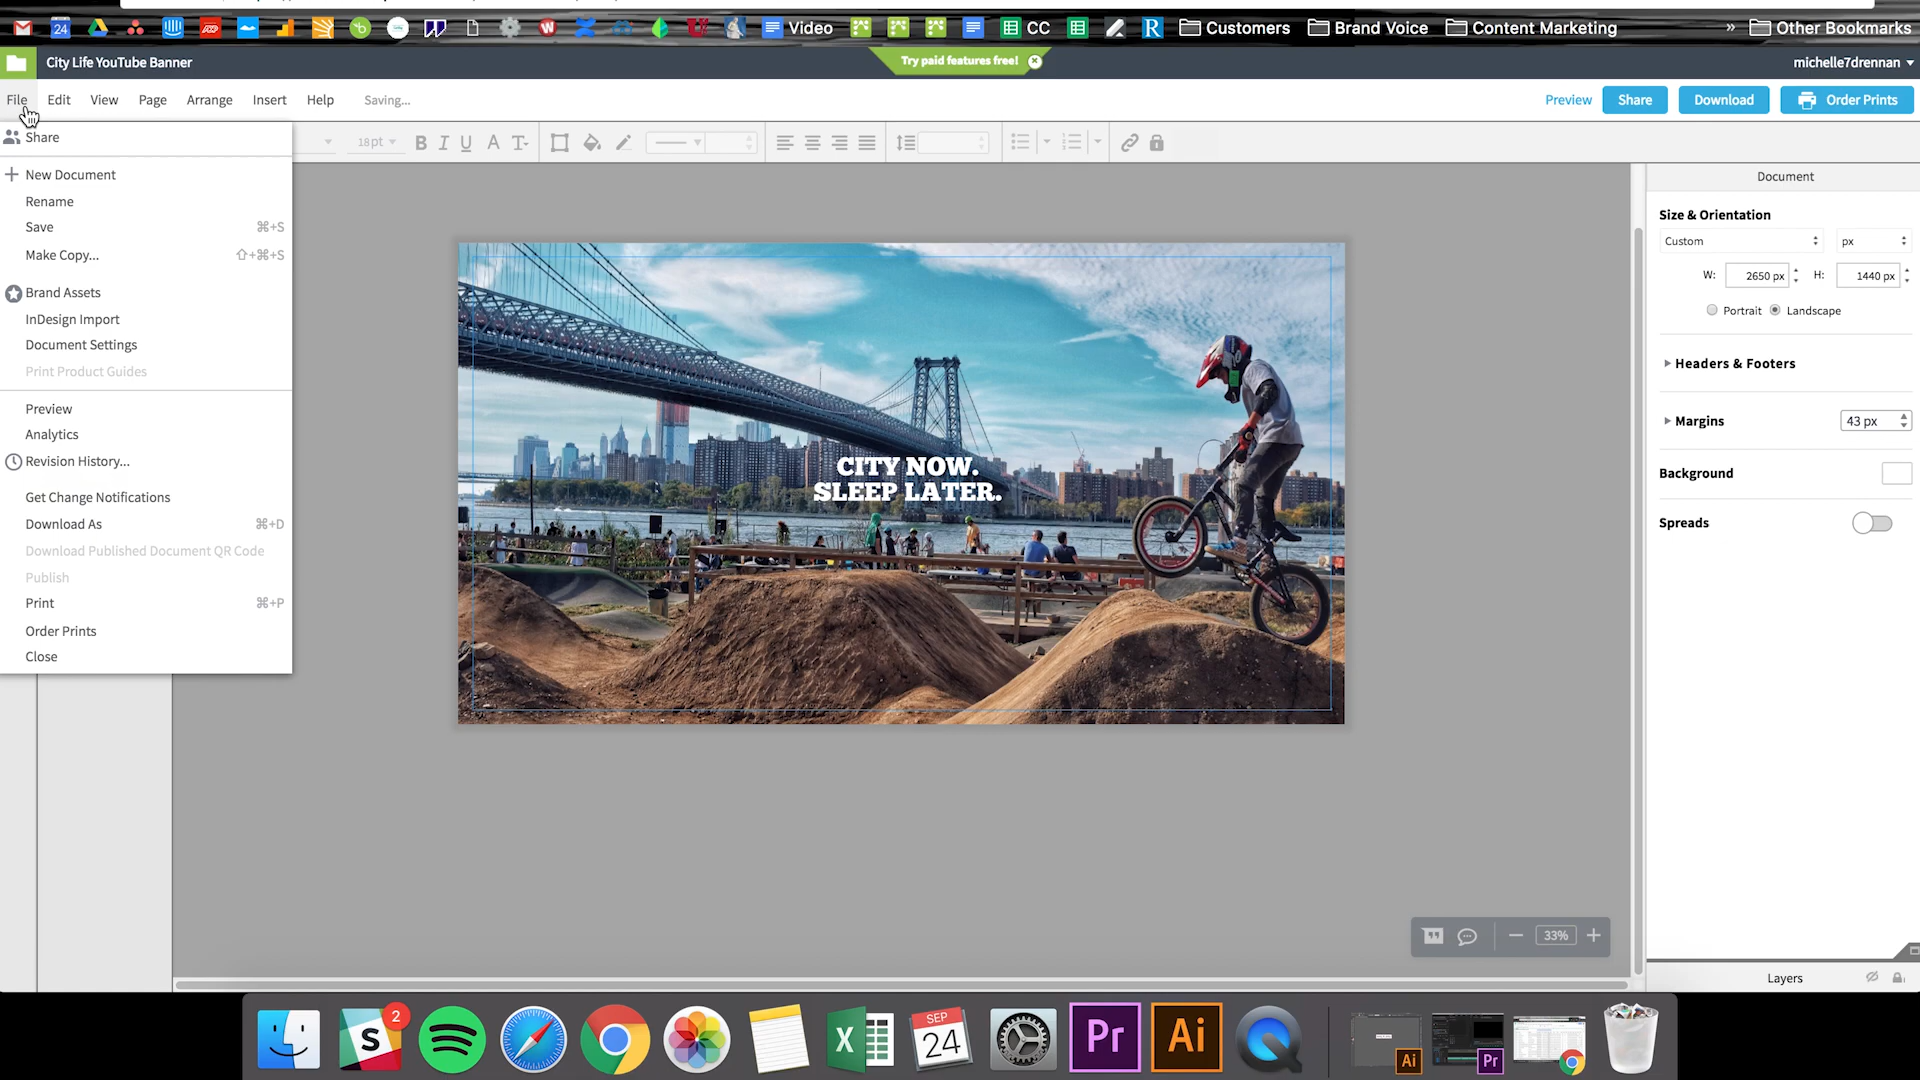 24 Video CC R Customers Brand Voice Content Marketing » Other Bookmarks
City Life YouTube Banner Try paid features free! michelle7drennan
File Edit View Page Arrange Insert Help Saving... Preview Share Download Order Prints
18pt B I U A T
Share
New Document
Rename
Save ⌘+S
Make Copy... ⇧+⌘+S
Brand Assets
InDesign Import
Document Settings
Print Product Guides
Preview
Analytics
Revision History...
Get Change Notifications
Download As ⌘+D
Download Published Document QR Code
Publish
Print ⌘+P
Order Prints
Close
CITY NOW.
SLEEP LATER.
Document
Size & Orientation
Custom px
W: 2650 px H: 1440 px
Portrait Landscape
Headers & Footers
Margins 43 px
Background
Spreads
33%
Layers
S 2 X SEP 24 Pr Ai Ai Pr